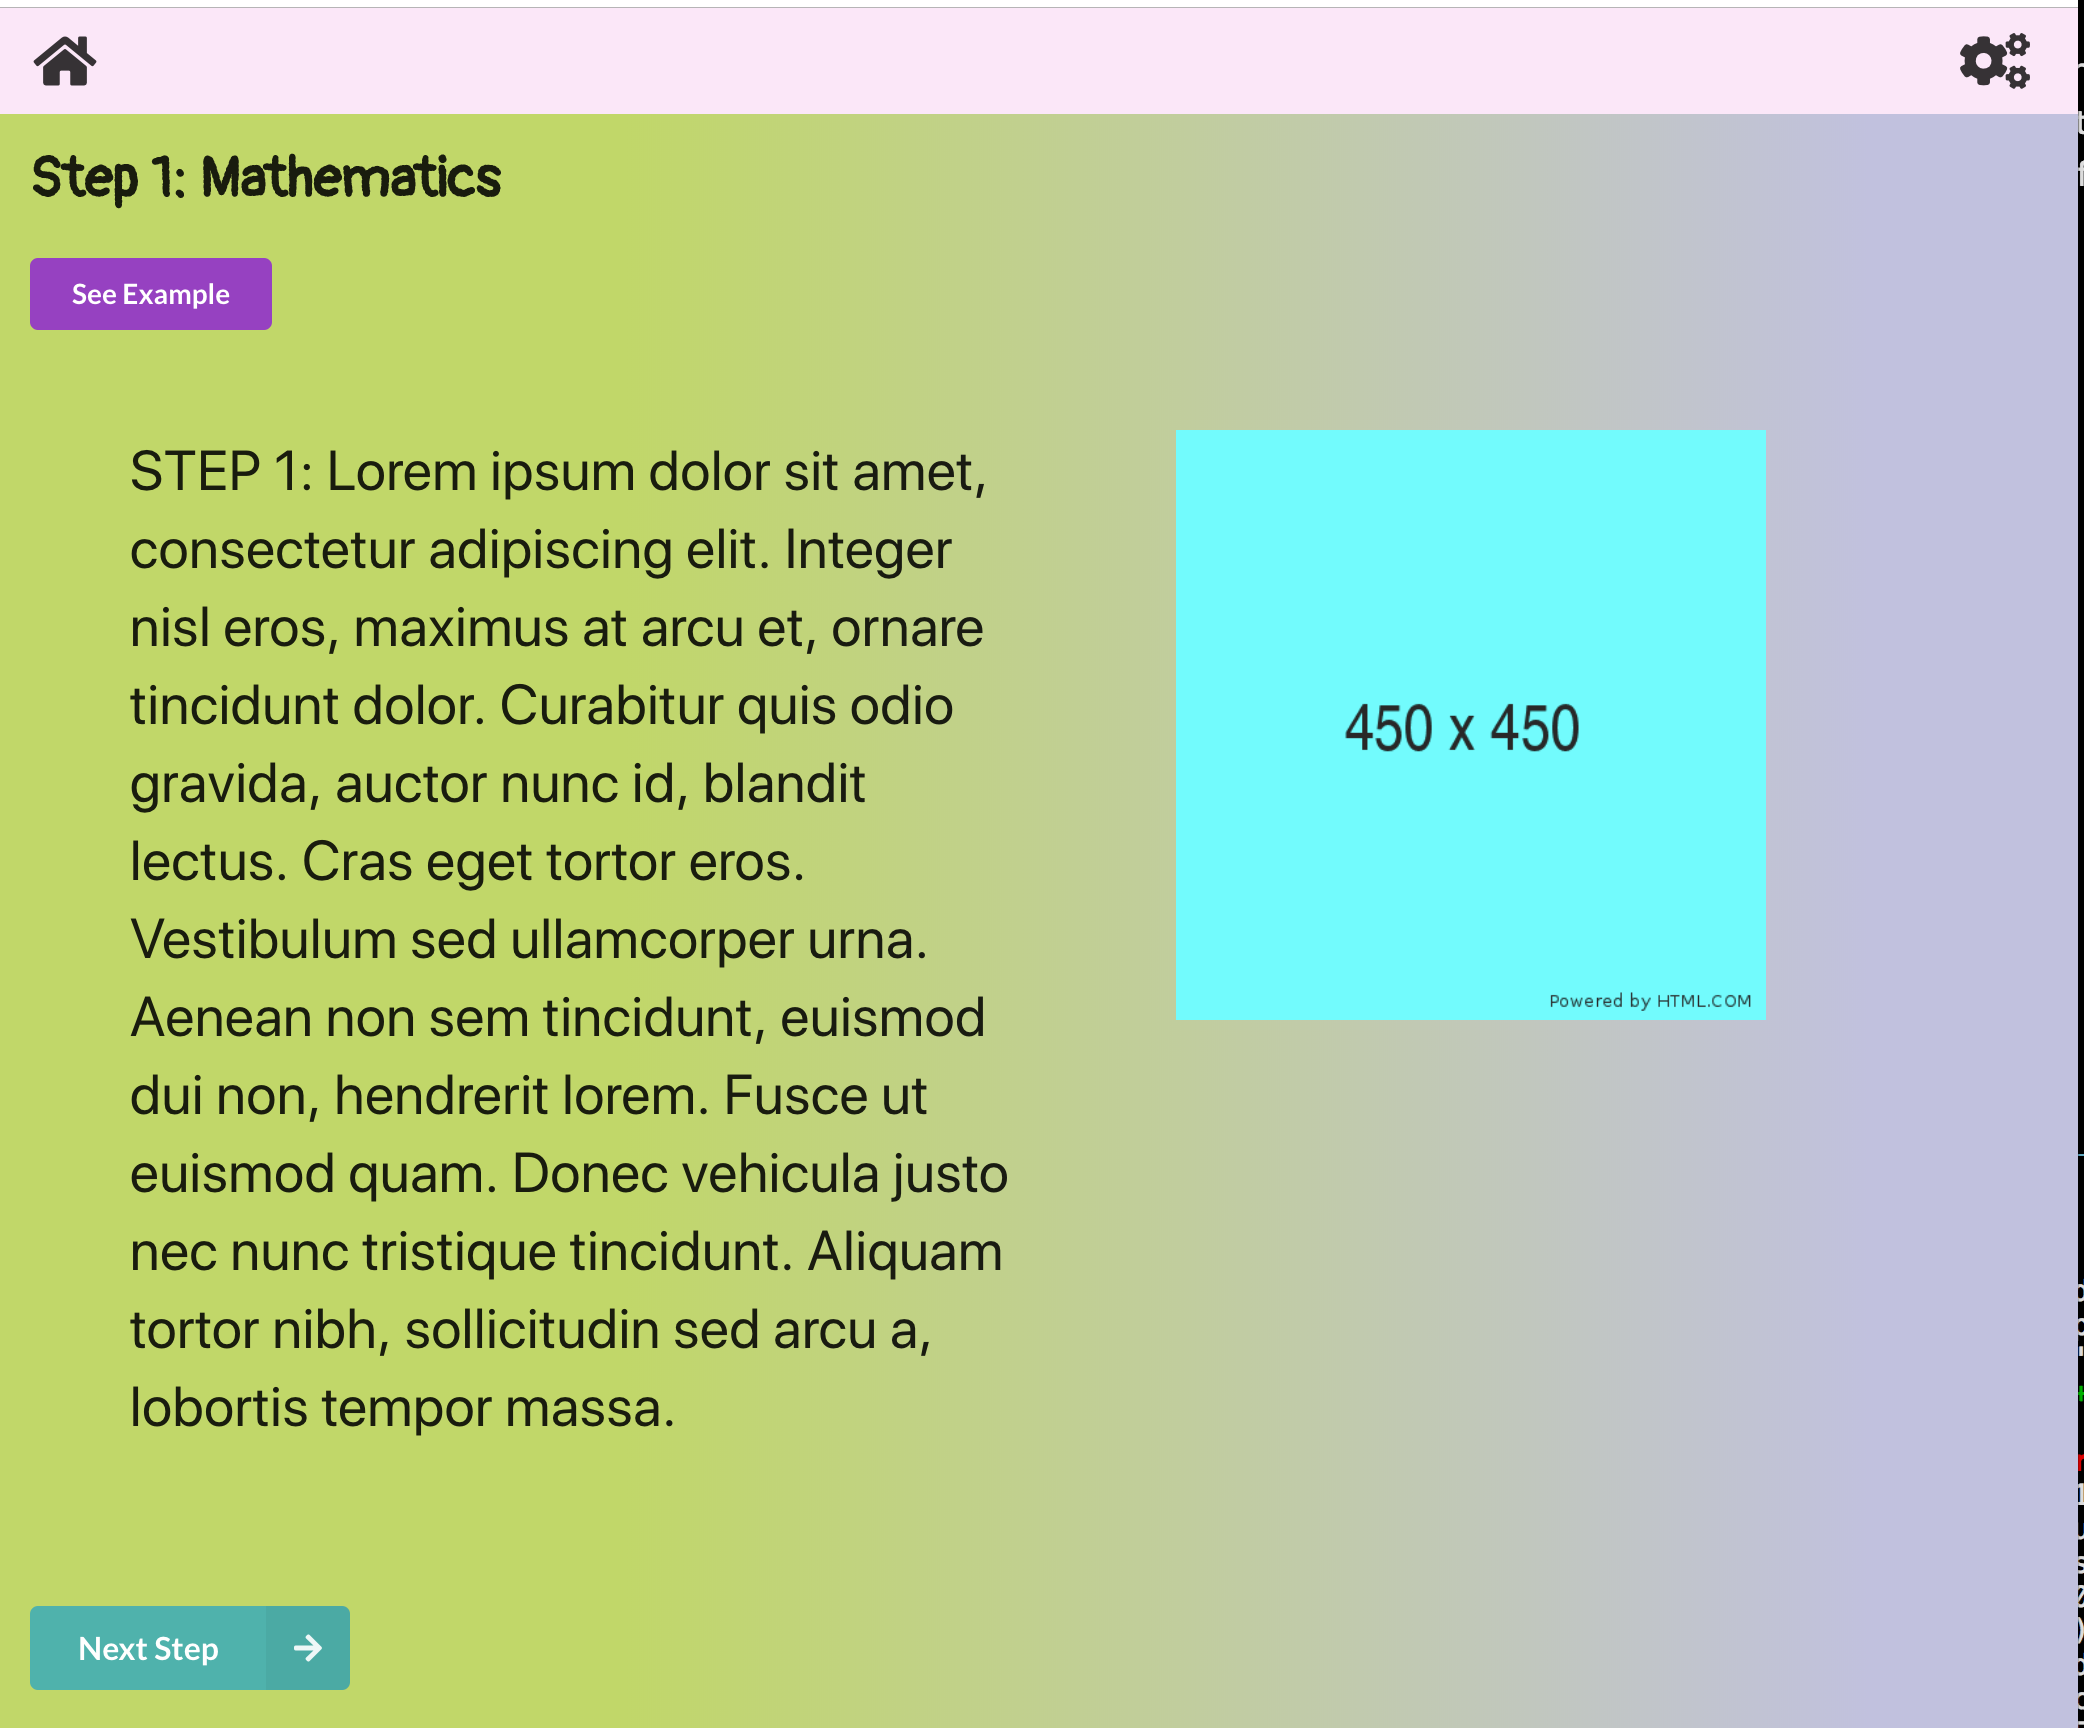 Step 1: Mathematics
See Example
STEP 1: Lorem ipsum dolor sit amet,
consectetur adipiscing elit. Integer
nisl eros, maximus at arcu et, ornare
tincidunt dolor. Curabitur quis odio
gravida, auctor nunc id, blandit
lectus. Cras eget tortor eros.
Vestibulum sed ullamcorper urna.
Aenean non sem tincidunt, euismod
dui non, hendrerit lorem. Fusce ut
euismod quam. Donec vehicula justo
nec nunc tristique tincidunt. Aliquam
tortor nibh, sollicitudin sed arcu a,
lobortis tempor massa.
450 x 450
Powered by HTML.COM
Next Step